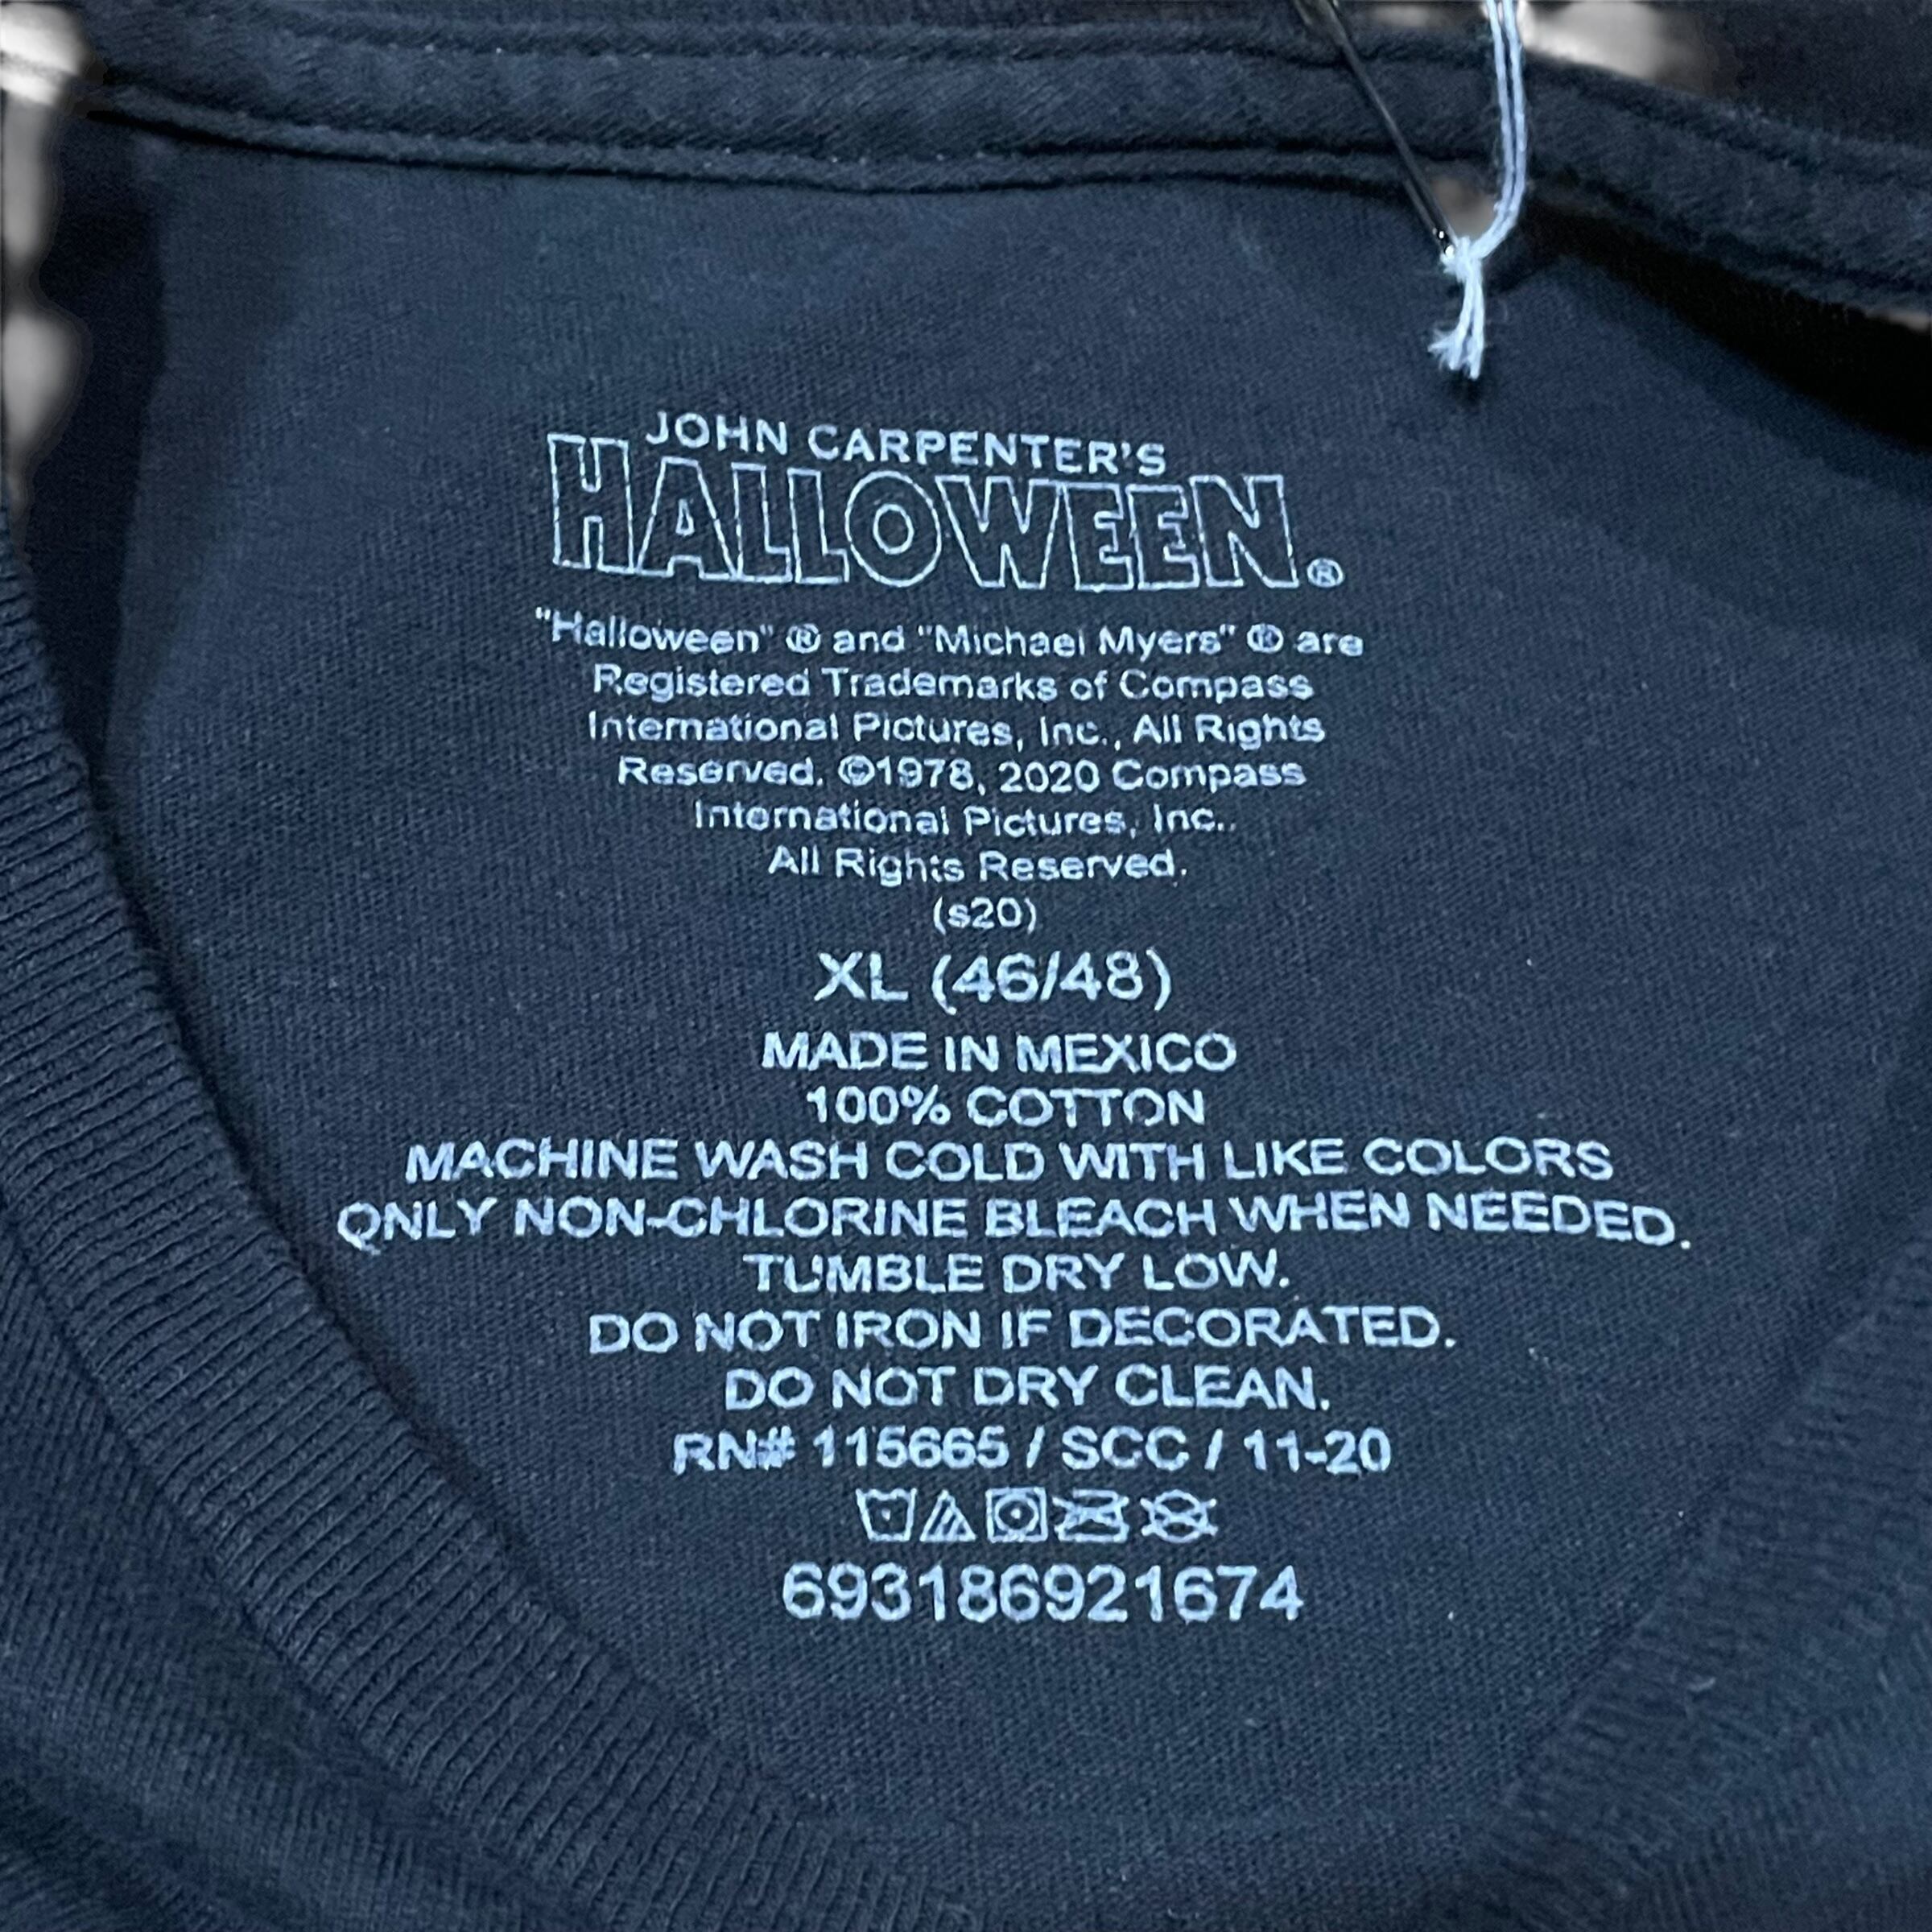 JOHN CARPENTER'S
HALLOWEEN.®
"Halloween" ® and "Michael Myers" ® are
Registered Trademarks of Compass
International Pictures, Inc., All Rights
Reserved. ©1978, 2020 Compass
International Pictures, Inc..
All Rights Reserved.
(s20)
XL (46/48)
MADE IN MEXICO
100% COTTON
MACHINE WASH COLD WITH LIKE COLORS
ONLY NON-CHLORINE BLEACH WHEN NEEDED.
TUMBLE DRY LOW.
DO NOT IRON IF DECORATED.
DO NOT DRY CLEAN.
RN# 115665 / SCC / 11-20
693186921674